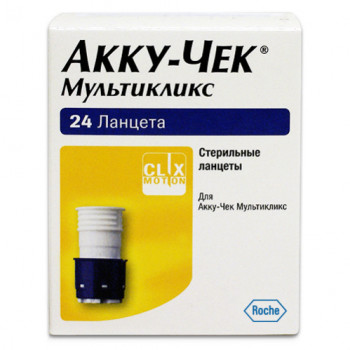 АККУ-ЧЕК®
Мультикликс
24 Ланцета
CLIX
MOTION
Стерильные
ланцеты
Для
Акку-Чек Мультикликс
Roche